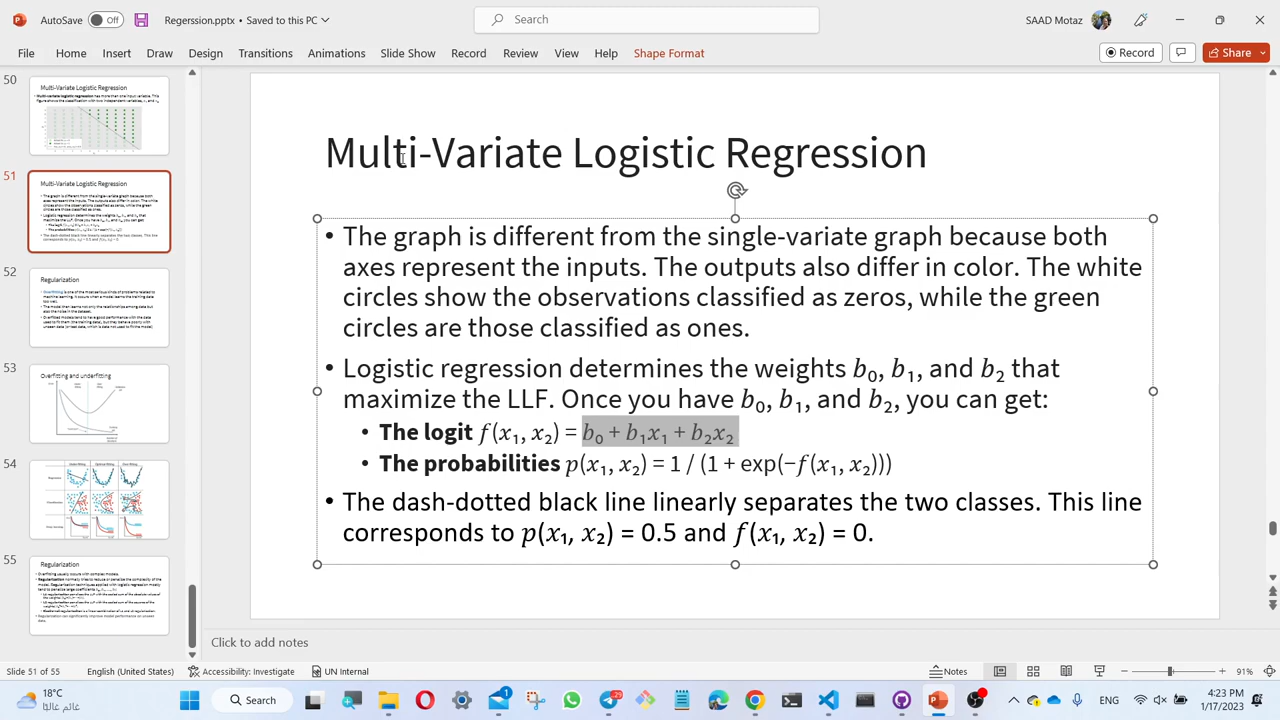 AutoSave Off Regerssion.pptx • Saved to this PC Search SAAD Motaz
File Home Insert Draw Design Transitions Animations Slide Show Record Review View Help Shape Format Record Share
50
Multi-Variate Logistic Regression
51
Multi-Variate Logistic Regression
52
Regularization
53
Overfitting and underfitting
54
55
Regularization
Multi-Variate Logistic Regression
• The graph is different from the single-variate graph because both
axes represent the inputs. The outputs also differ in color. The white
circles show the observations classified as zeros, while the green
circles are those classified as ones.
• Logistic regression determines the weights b₀, b₁, and b₂ that
maximize the LLF. Once you have b₀, b₁, and b₂, you can get:
• The logit f(x₁, x₂) = b₀ + b₁x₁ + b₂x₂
• The probabilities p(x₁, x₂) = 1 / (1 + exp(−f(x₁, x₂)))
• The dash-dotted black line linearly separates the two classes. This line
corresponds to p(x₁, x₂) = 0.5 and f(x₁, x₂) = 0.
Click to add notes
Slide 51 of 55 English (United States) Accessibility: Investigate UN Internal Notes 91%
18°C
غائم غالبًا
Search
1
ENG
4:23 PM
1/17/2023